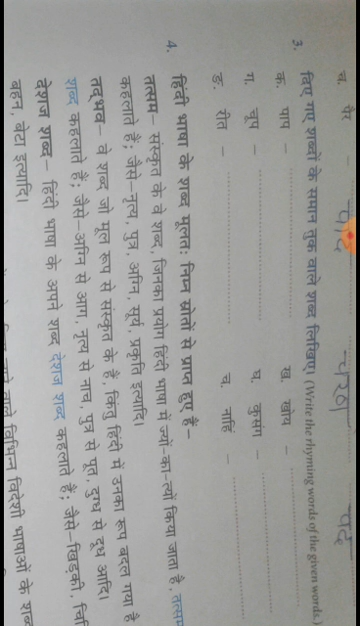 च. पैर –
3. दिए गए शब्दों के समान तुक वाले शब्द लिखिए। (Write the rhyming words of the given words.)
क. पाप – ख. खाय –
ग. चुप – घ. कुसंग –
ङ. रीत – च. नाहिं –
4. हिंदी भाषा के शब्द मूलतः निम्न स्रोतों से प्राप्त हुए हैं –
तत्सम– संस्कृत के वे शब्द, जिनका प्रयोग हिंदी भाषा में ज्यों-का-त्यों किया जाता है, तत्सम
कहलाते हैं; जैसे–नृत्य, पुत्र, अग्नि, सूर्य, प्रकृति इत्यादि।
तद्भव– वे शब्द जो मूल रूप से संस्कृत के हैं, किंतु हिंदी में उनका रूप बदल गया है
शब्द कहलाते हैं; जैसे–अग्नि से आग, नृत्य से नाच, पुत्र से पूत, दुग्ध से दूध आदि।
देशज शब्द– हिंदी भाषा के अपने शब्द देशज शब्द कहलाते हैं; जैसे–खिड़की,
बहन, बेटा इत्यादि।
वाले विभिन्न विदेशी भाषाओं के शब्द